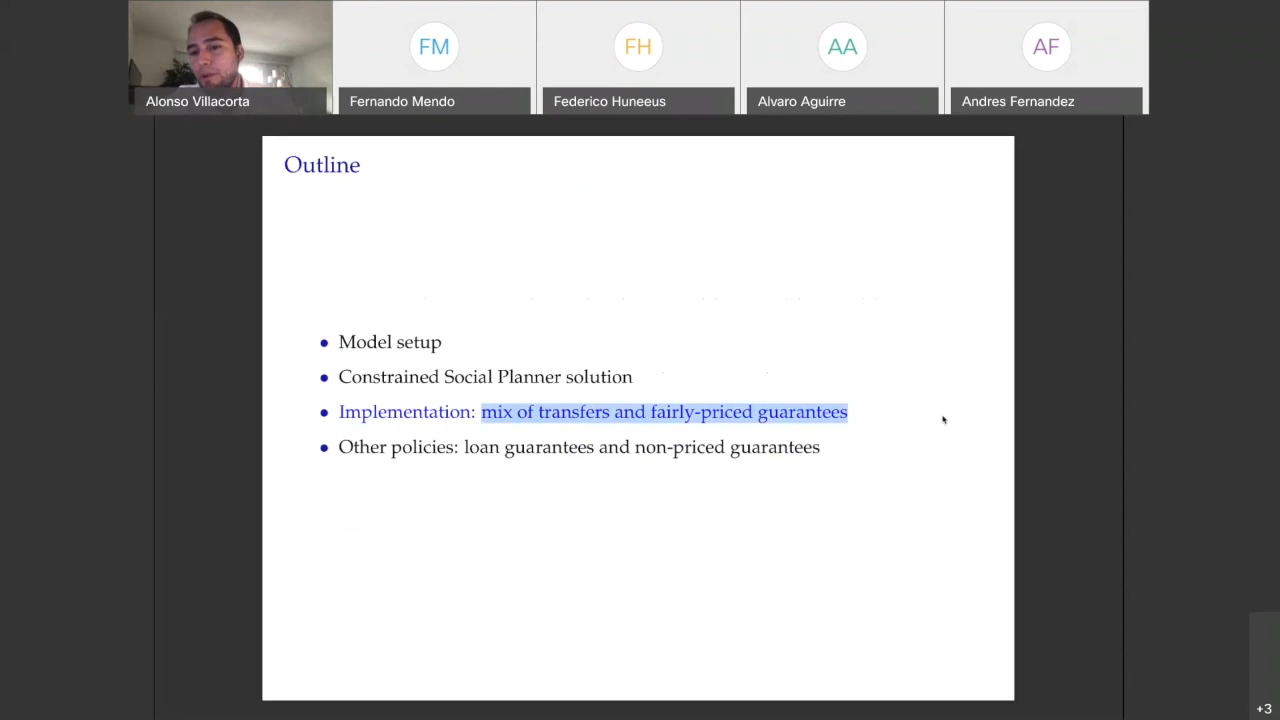 FM
FH
AA
AF
Alonso Villacorta
Fernando Mendo
Federico Huneeus
Alvaro Aguirre
Andres Fernandez
Outline
• Model setup
• Constrained Social Planner solution
• Implementation: mix of transfers and fairly-priced guarantees
• Other policies: loan guarantees and non-priced guarantees
+3